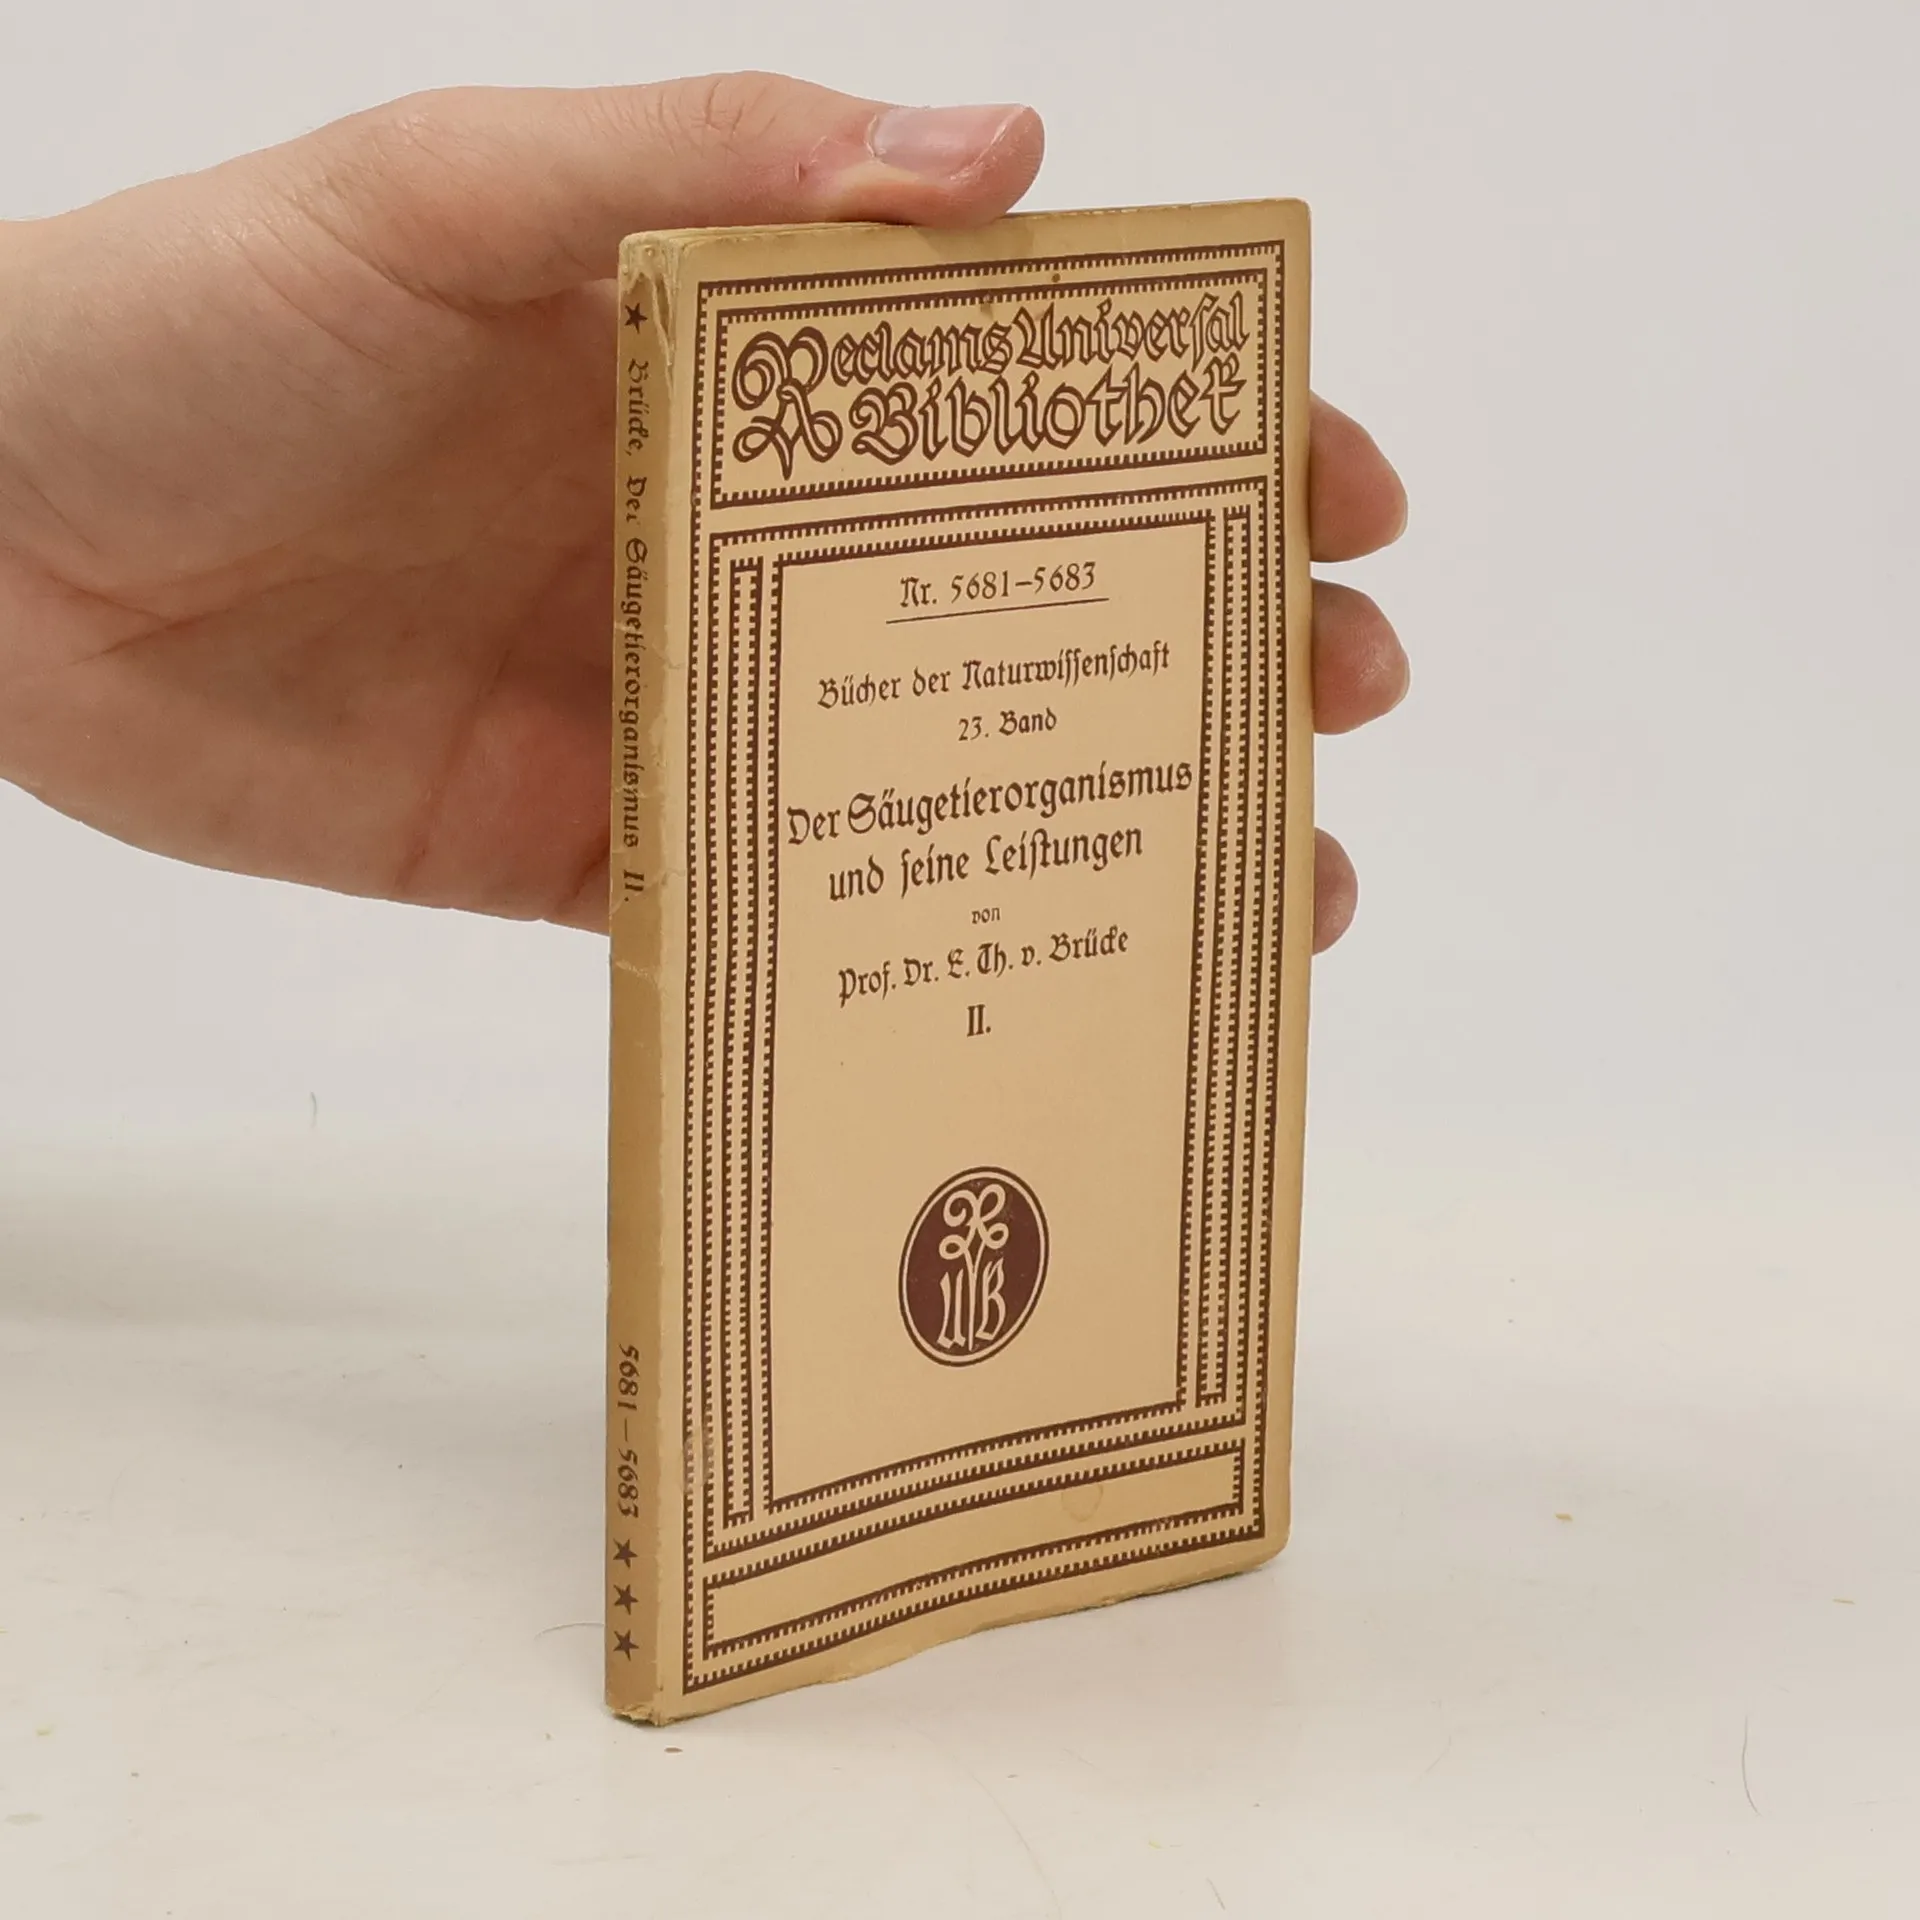 Reclams Universal
Bibliothek
Nr. 5681–5683
Bücher der Naturwissenschaft
23. Band
Der Säugetierorganismus
und seine Leistungen
von
Prof. Dr. E. Th. v. Brücke
II.
R
UB
★ Brücke, Der Säugetierorganismus II. 5681–5683 ★★★